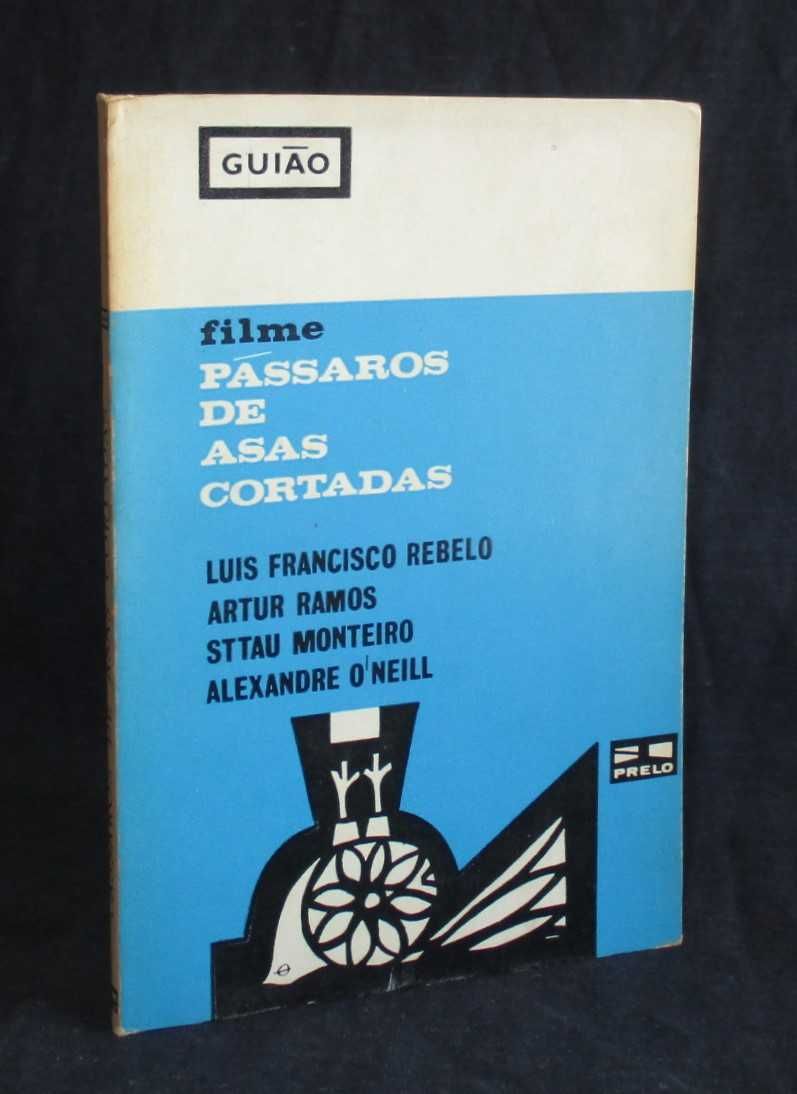 GUIÃO
filme
PÁSSAROS
DE
ASAS
CORTADAS
LUIS FRANCISCO REBELO
ARTUR RAMOS
STTAU MONTEIRO
ALEXANDRE O'NEILL
PRELO